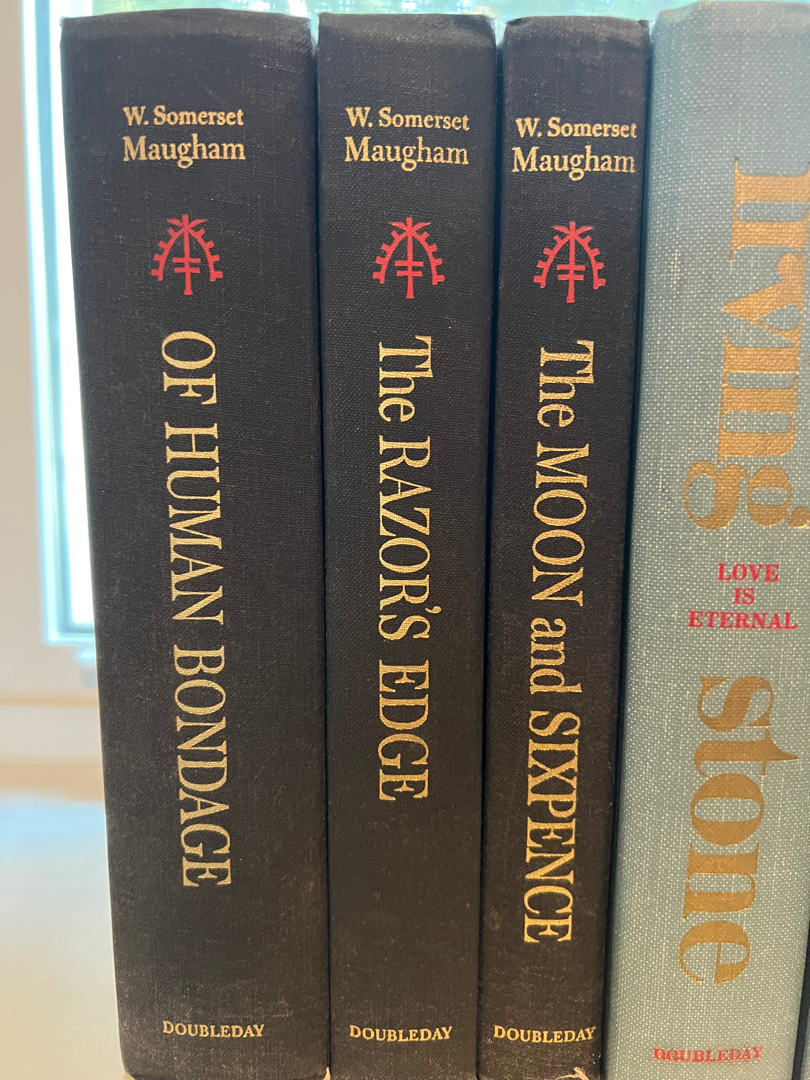 W. Somerset
Maugham
OF HUMAN BONDAGE
DOUBLEDAY
W. Somerset
Maugham
The RAZOR'S EDGE
DOUBLEDAY
W. Somerset
Maugham
The MOON and SIXPENCE
DOUBLEDAY
Irving
LOVE
IS
ETERNAL
stone
DOUBLEDAY